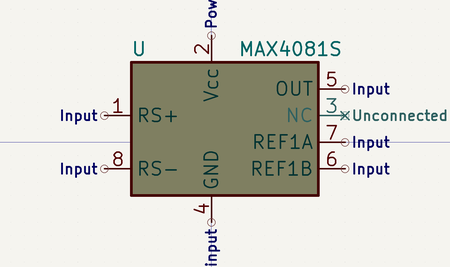 Pow
U MAX4081S
2
Vcc
OUT 5 Input
Input 1 RS+
NC 3 Unconnected
REF1A 7 Input
Input 8 RS-
REF1B 6 Input
GND
4
input